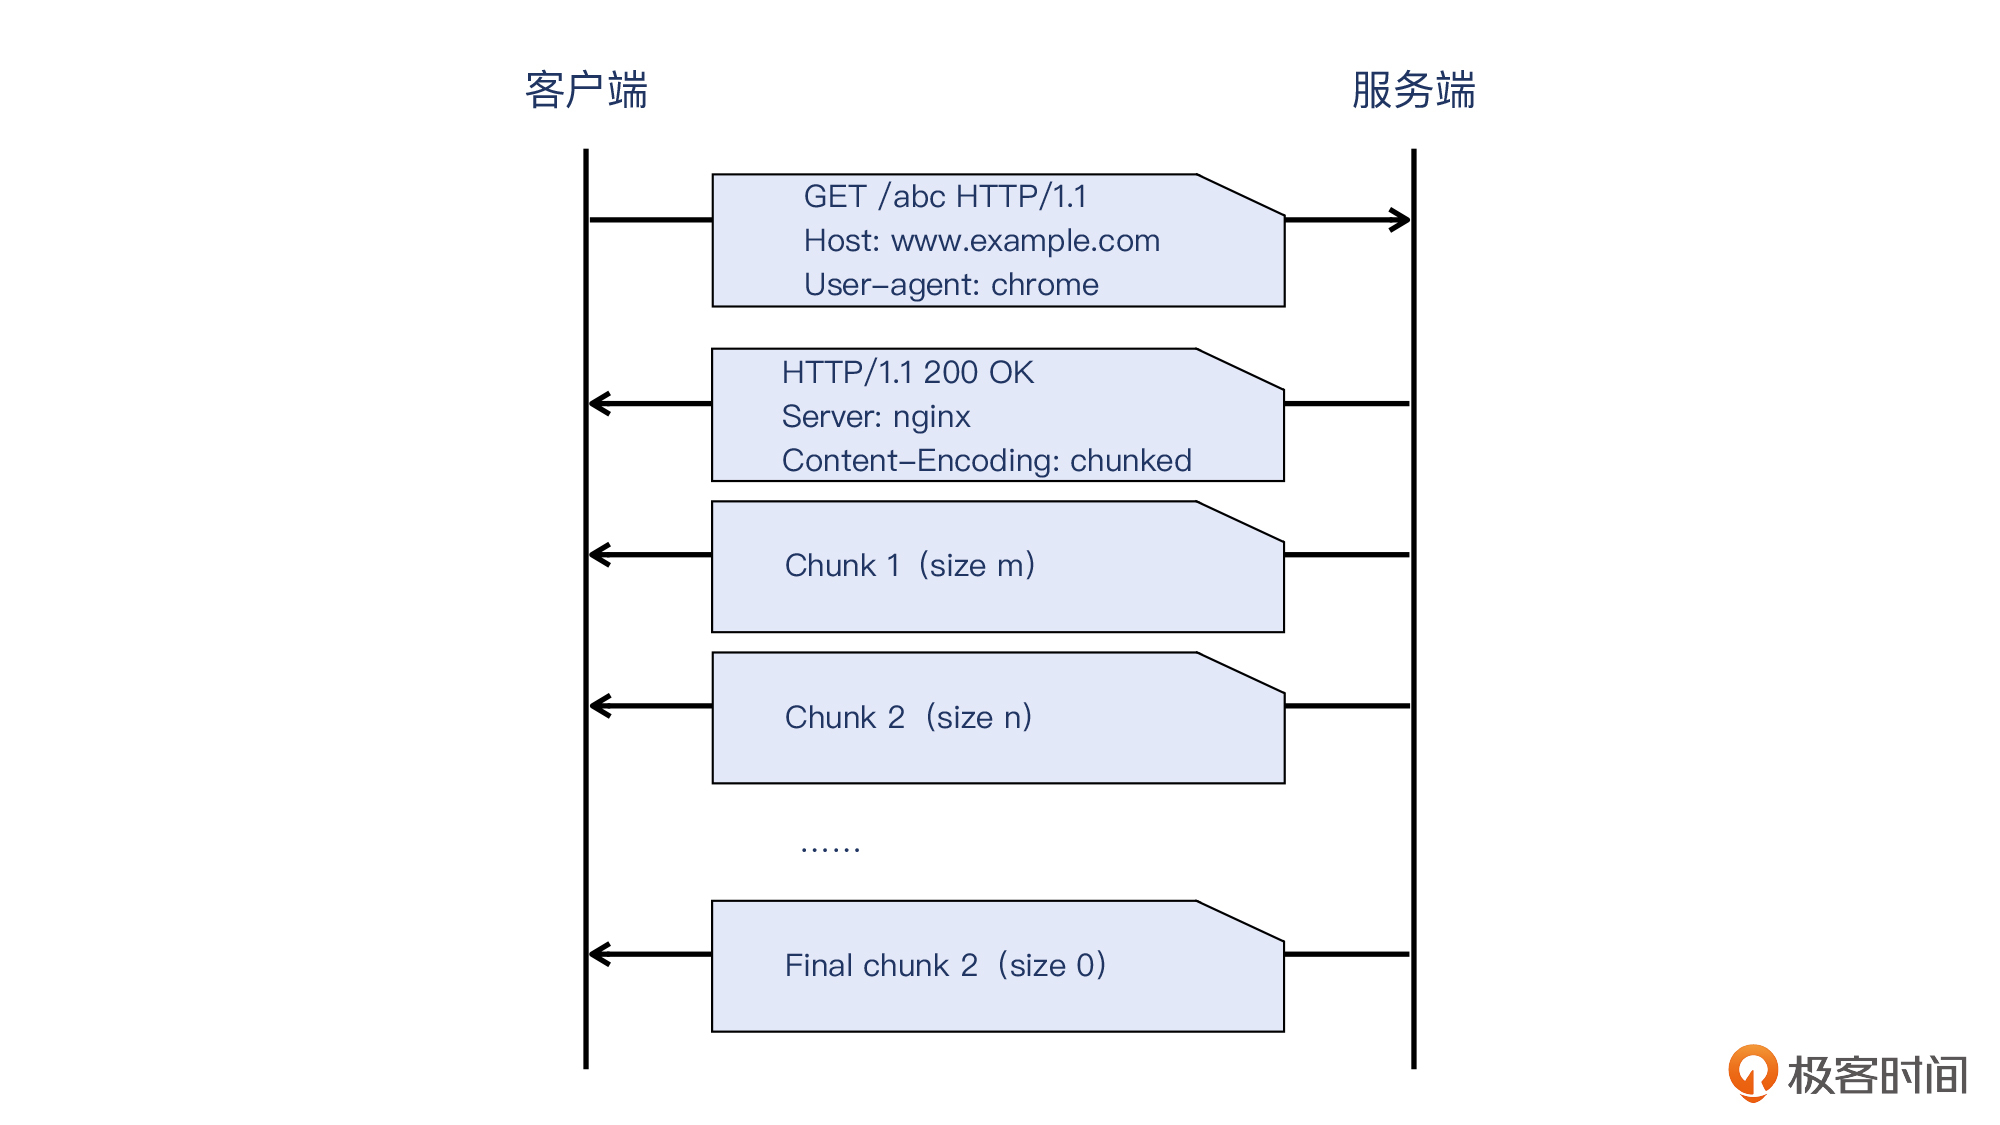 客户端
服务端
GET /abc HTTP/1.1
Host: www.example.com
User-agent: chrome
HTTP/1.1 200 OK
Server: nginx
Content-Encoding: chunked
Chunk 1（size m）
Chunk 2（size n）
……
Final chunk 2（size 0）
极客时间